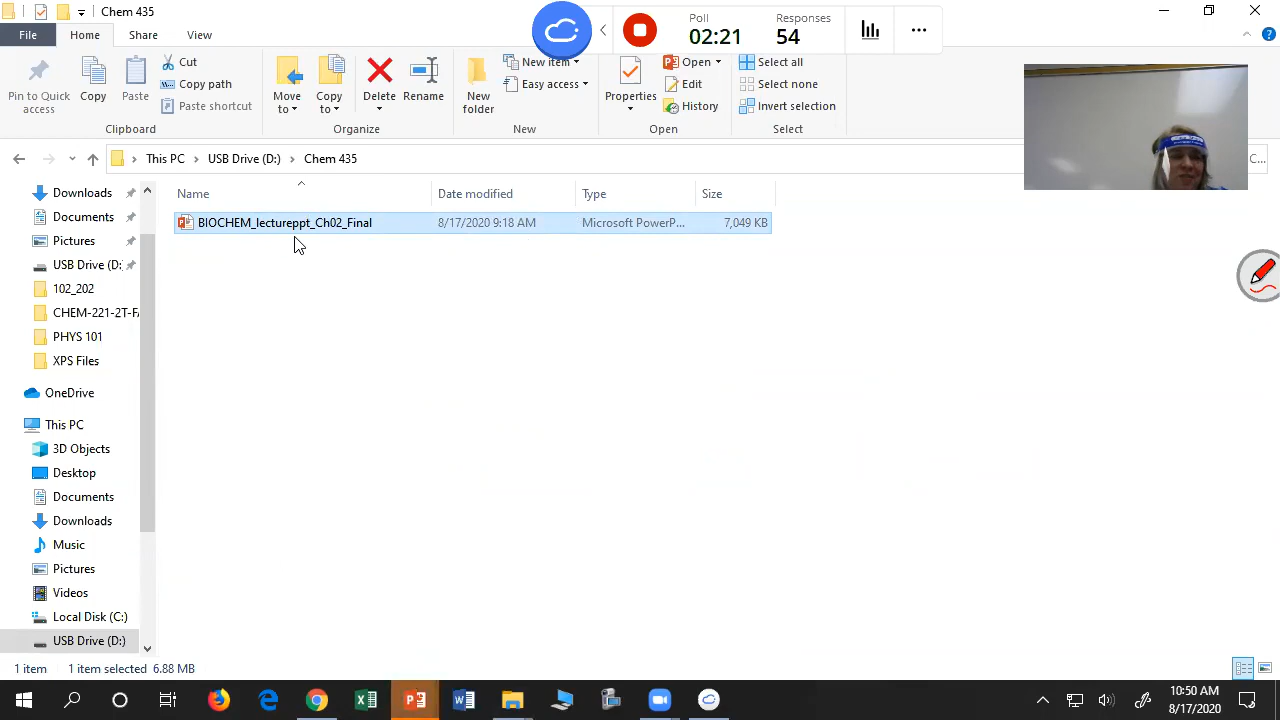 Chem 435
Poll
02:21
Responses
54
File
Home
Share
View
Pin to Quick access
Copy
Paste
Cut
Copy path
Paste shortcut
Clipboard
Move to
Copy to
Delete
Rename
Organize
New folder
New item
Easy access
New
Properties
Open
Edit
History
Open
Select all
Select none
Invert selection
Select
This PC
USB Drive (D:)
Chem 435
C...
Name
Date modified
Type
Size
BIOCHEM_lectureppt_Ch02_Final
8/17/2020 9:18 AM
Microsoft PowerP...
7,049 KB
Downloads
Documents
Pictures
USB Drive (D:
102_202
CHEM-221-2T-FA
PHYS 101
XPS Files
OneDrive
This PC
3D Objects
Desktop
Documents
Downloads
Music
Pictures
Videos
Local Disk (C:)
USB Drive (D:)
1 item
1 item selected 6.88 MB
10:50 AM
8/17/2020